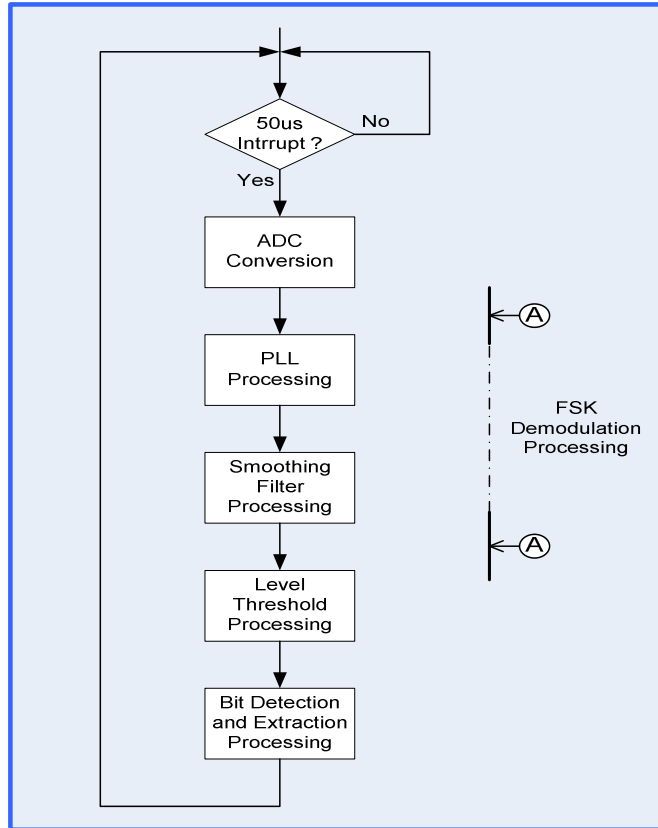 50us
Intrrupt ?
No
Yes
ADC
Conversion
PLL
Processing
Smoothing
Filter
Processing
Level
Threshold
Processing
Bit Detection
and Extraction
Processing
A
FSK
Demodulation
Processing
A